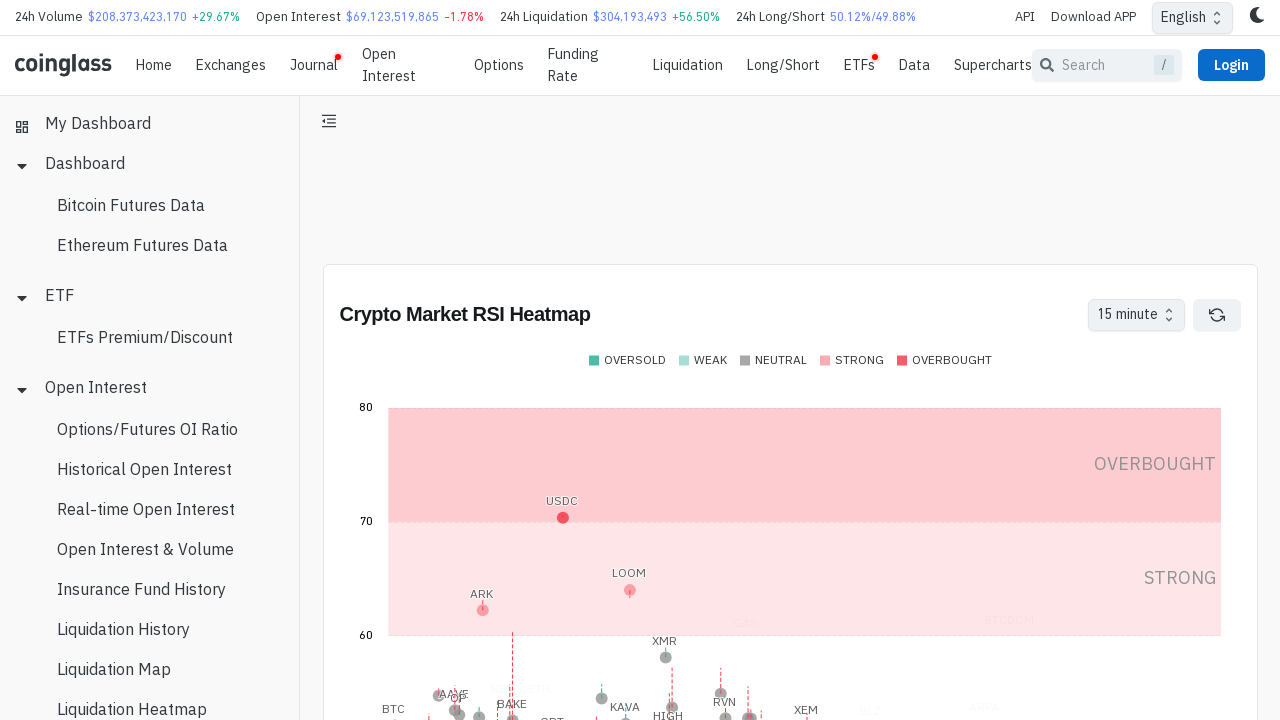 24h Volume $208,373,423,170 +29.67% Open Interest $69,123,519,865 -1.78% 24h Liquidation $304,193,493 +56.50% 24h Long/Short 50.12%/49.88% API Download APP English
coinglass Home Exchanges Journal Open Interest Options Funding Rate Liquidation Long/Short ETFs Data Supercharts Search / Login
My Dashboard
Dashboard
Bitcoin Futures Data
Ethereum Futures Data
ETF
ETFs Premium/Discount
Open Interest
Options/Futures OI Ratio
Historical Open Interest
Real-time Open Interest
Open Interest & Volume
Insurance Fund History
Liquidation History
Liquidation Map
Liquidation Heatmap
Crypto Market RSI Heatmap 15 minute
OVERSOLD WEAK NEUTRAL STRONG OVERBOUGHT
80
OVERBOUGHT
USDC
70
LOOM
STRONG
ARK
BTCDOM
60
XMR
AAVE
OP
BAKE
BTC
KAVA
RVN
XEM
HIGH